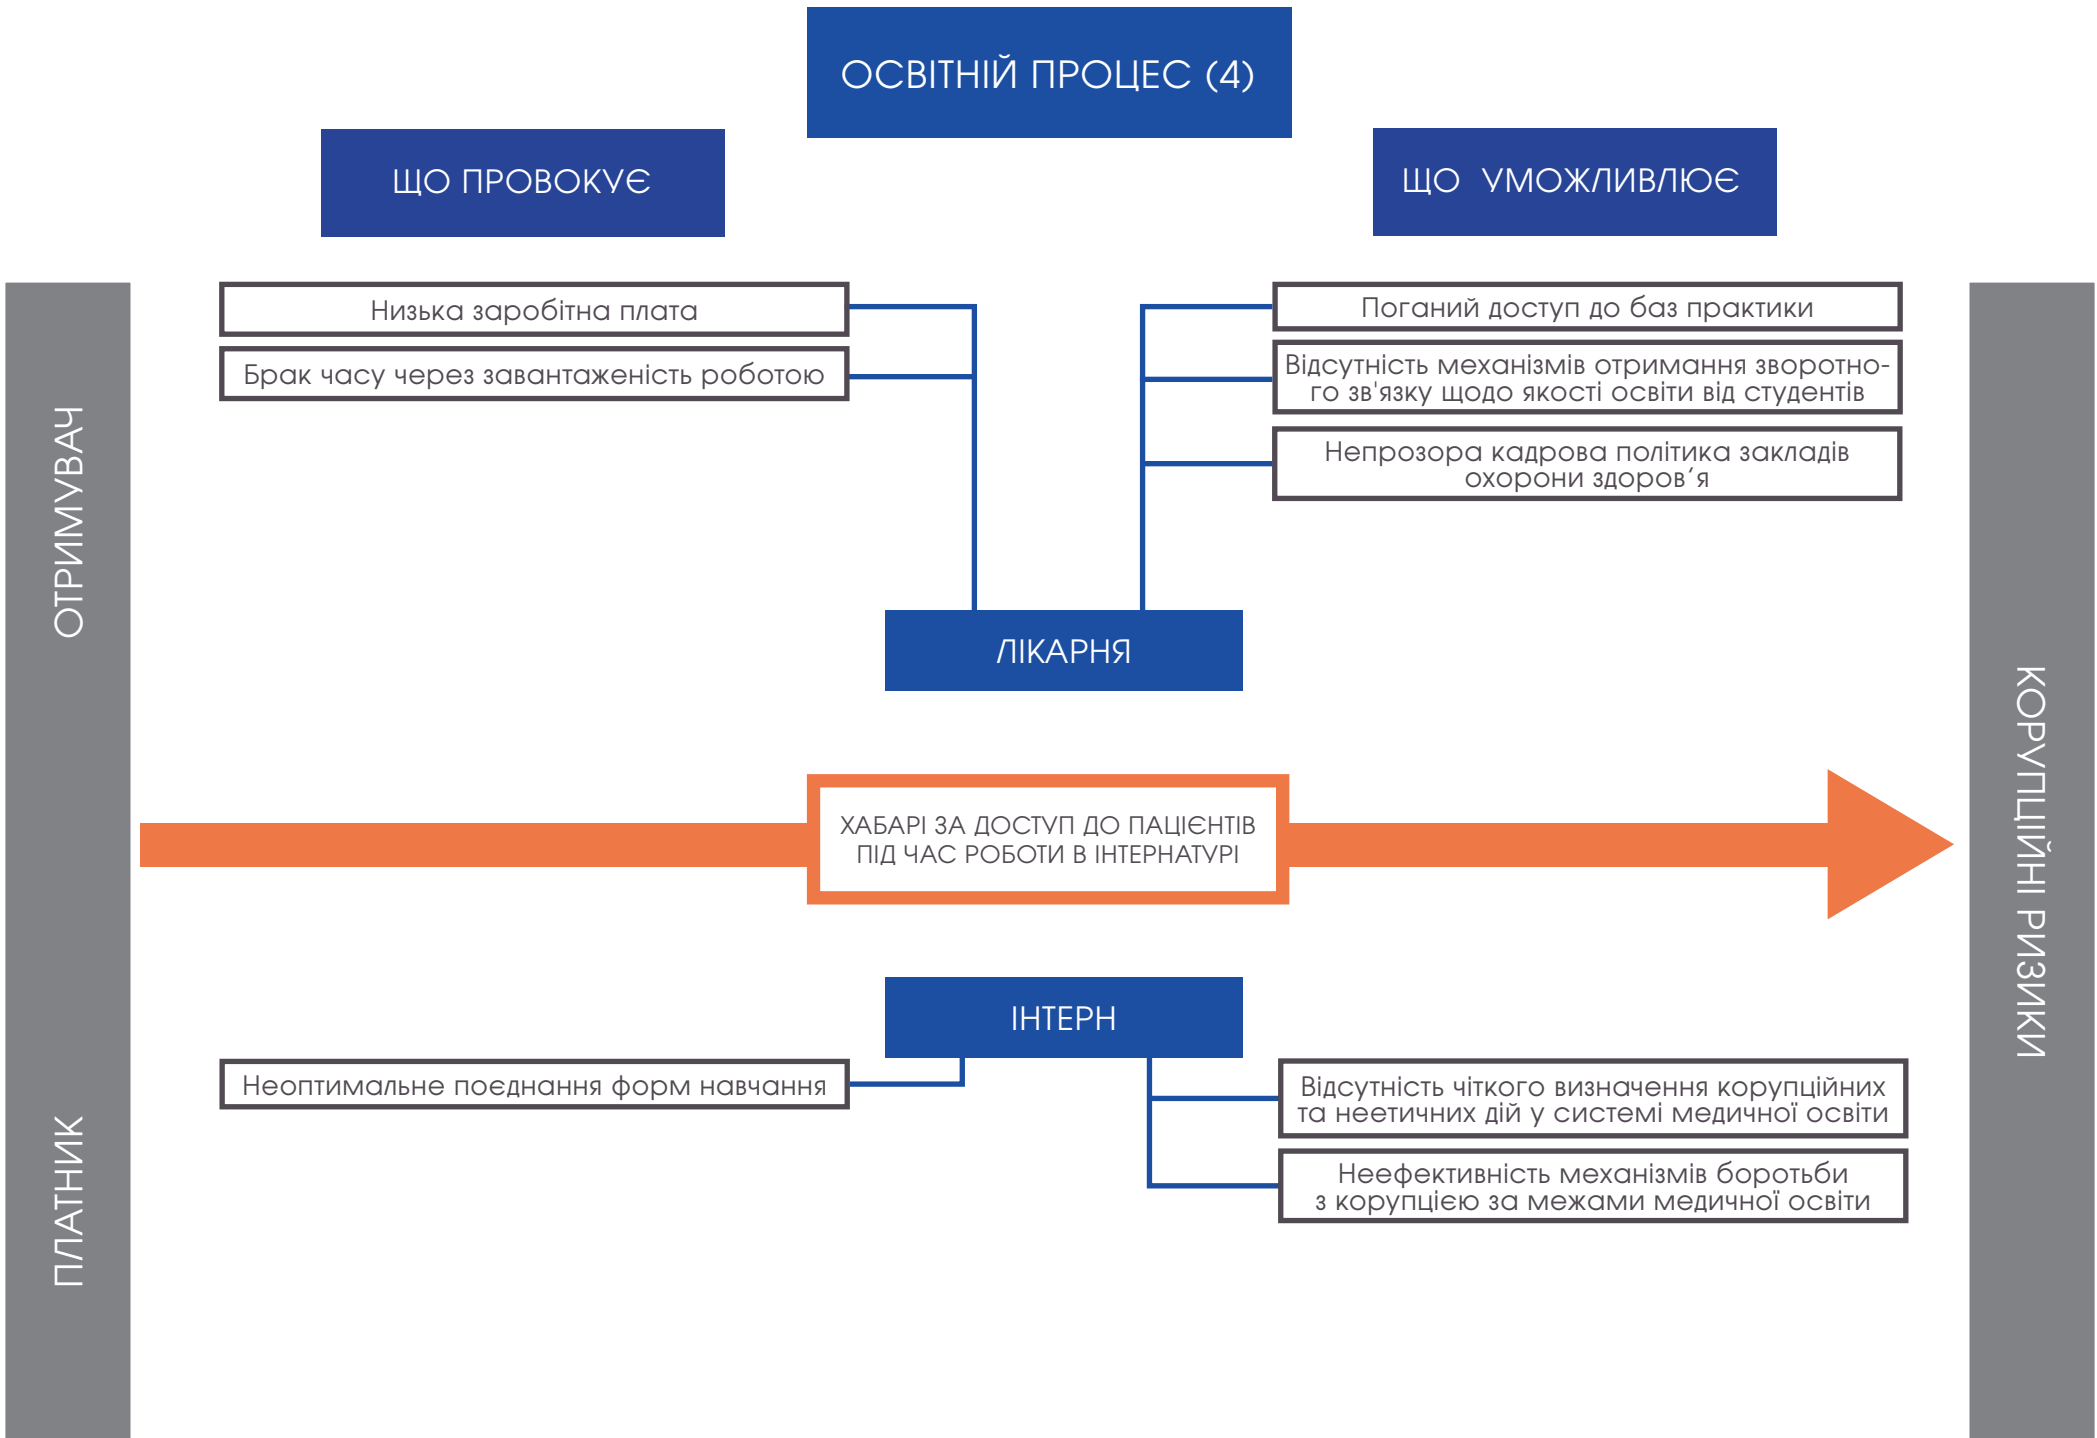 ОСВІТНІЙ ПРОЦЕС (4)
ЩО ПРОВОКУЄ
ЩО УМОЖЛИВЛЮЄ
ОТРИМУВАЧ
Низька заробітна плата
Брак часу через завантаженість роботою
Поганий доступ до баз практики
Відсутність механізмів отримання зворотно-
го зв'язку щодо якості освіти від студентів
Непрозора кадрова політика закладів
охорони здоров’я
ЛІКАРНЯ
ХАБАРІ ЗА ДОСТУП ДО ПАЦІЄНТІВ
ПІД ЧАС РОБОТИ В ІНТЕРНАТУРІ
КОРУПЦІЙНІ РИЗИКИ
ПЛАТНИК
ІНТЕРН
Неоптимальне поєднання форм навчання
Відсутність чіткого визначення корупційних
та неетичних дій у системі медичної освіти
Неефективність механізмів боротьби
з корупцією за межами медичної освіти